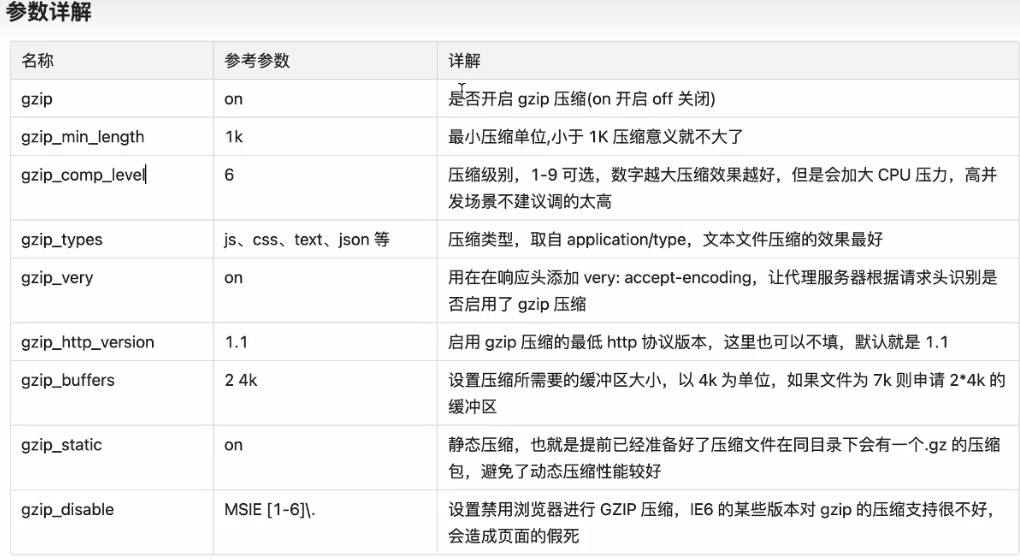 参数详解
名称 参考参数 详解
gzip on 是否开启 gzip 压缩(on 开启 off 关闭)
gzip_min_length 1k 最小压缩单位,小于 1K 压缩意义就不大了
gzip_comp_level 6 压缩级别，1-9 可选，数字越大压缩效果越好，但是会加大 CPU 压力，高并
发场景不建议调的太高
gzip_types js、css、text、json 等 压缩类型，取自 application/type，文本文件压缩的效果最好
gzip_very on 用在在响应头添加 very: accept-encoding，让代理服务器根据请求头识别是
否启用了 gzip 压缩
gzip_http_version 1.1 启用 gzip 压缩的最低 http 协议版本，这里也可以不填，默认就是 1.1
gzip_buffers 2 4k 设置压缩所需要的缓冲区大小，以 4k 为单位，如果文件为 7k 则申请 2*4k 的
缓冲区
gzip_static on 静态压缩，也就是提前已经准备好了压缩文件在同目录下会有一个.gz 的压缩
包，避免了动态压缩性能较好
gzip_disable MSIE [1-6]\. 设置禁用浏览器进行 GZIP 压缩，IE6 的某些版本对 gzip 的压缩支持很不好，
会造成页面的假死